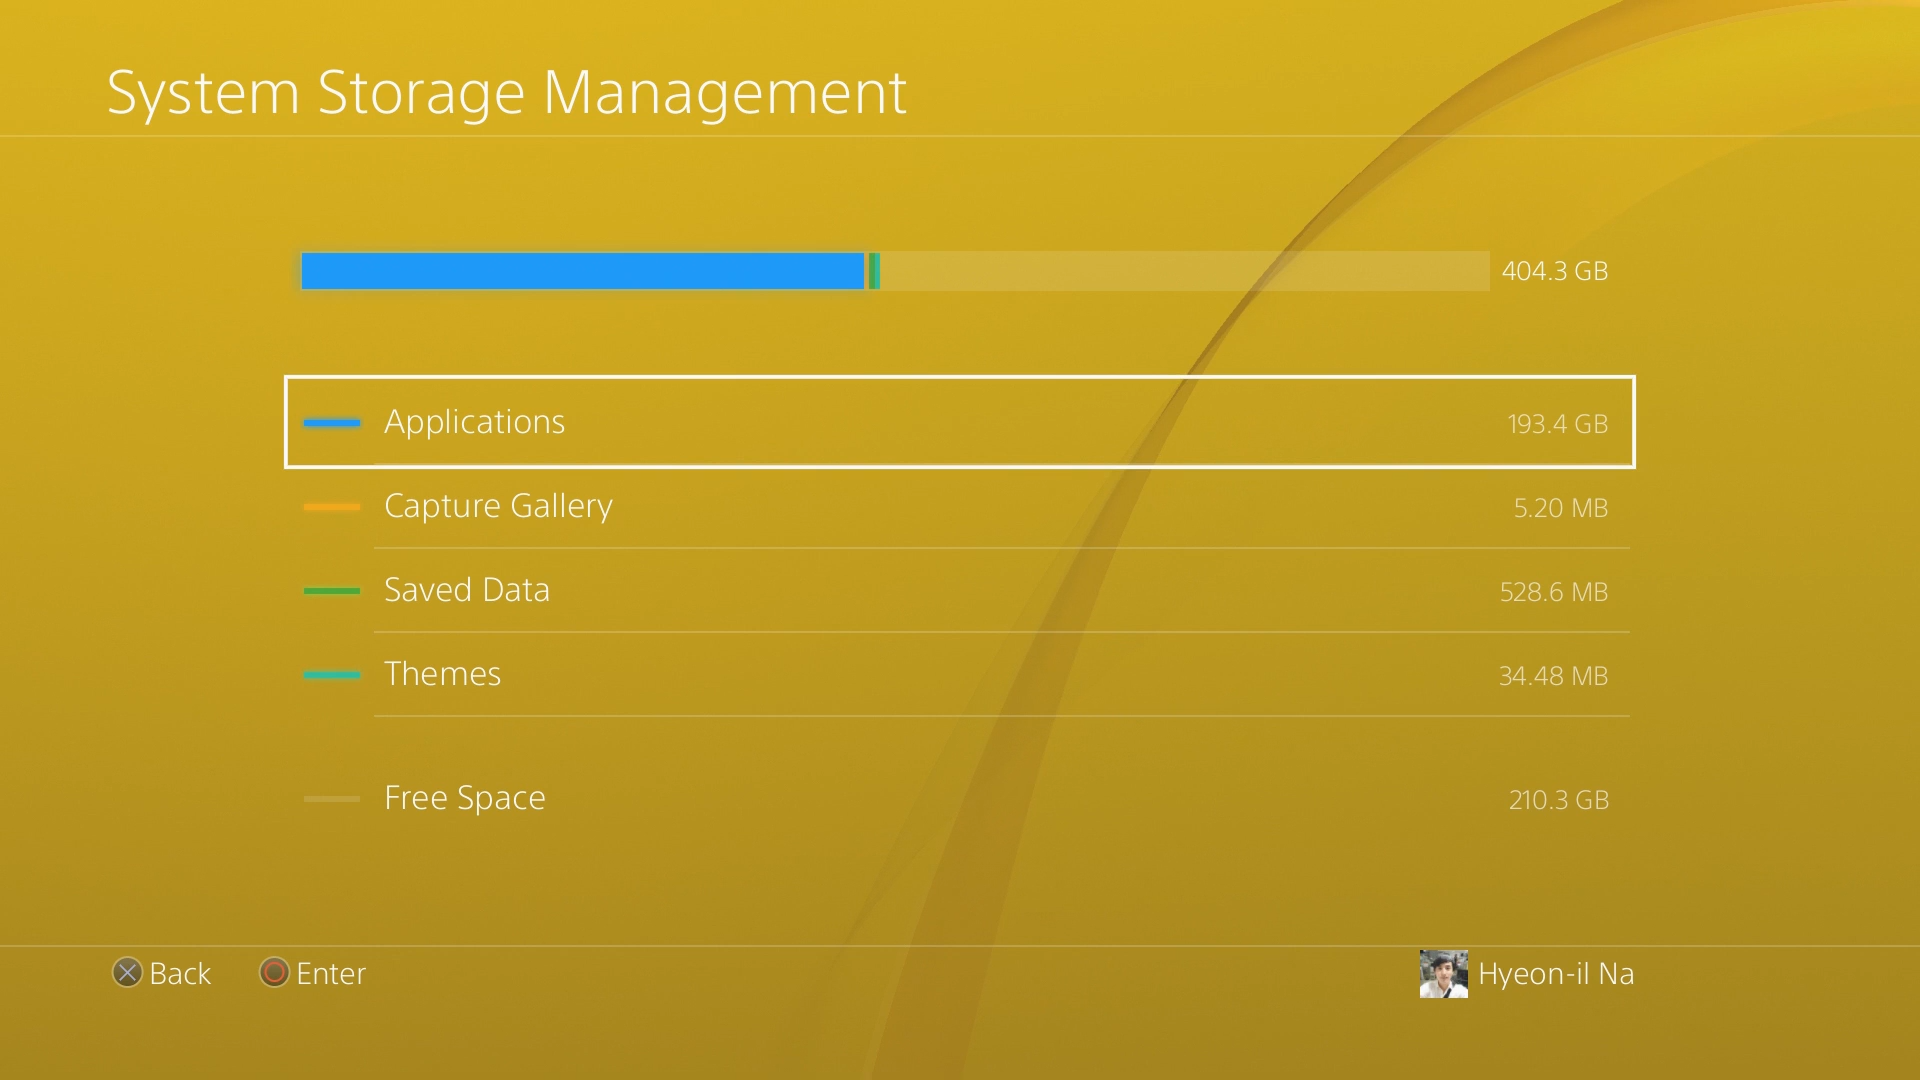 System Storage Management
404.3 GB
Applications 193.4 GB
Capture Gallery 5.20 MB
Saved Data 528.6 MB
Themes 34.48 MB
Free Space 210.3 GB
Back Enter Hyeon-il Na